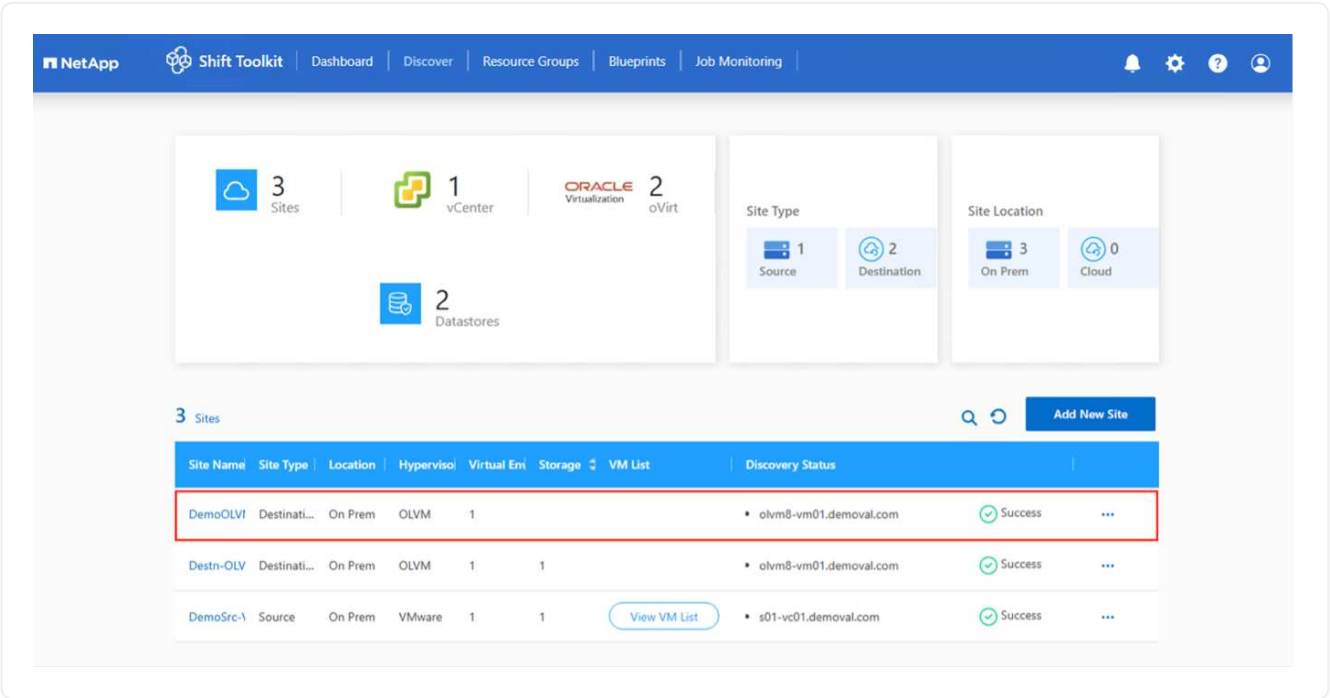 NetApp Shift Toolkit Dashboard Discover Resource Groups Blueprints Job Monitoring
3 Sites
1 vCenter
ORACLE Virtualization 2 oVirt
2 Datastores
Site Type
1 Source
2 Destination
Site Location
3 On Prem
0 Cloud
3 Sites
Add New Site
Site Name Site Type Location Hyperviso Virtual En Storage VM List Discovery Status
DemoOLV Destinati... On Prem OLVM 1 • olvm8-vm01.demoval.com Success ...
Destn-OLV Destinati... On Prem OLVM 1 1 • olvm8-vm01.demoval.com Success ...
DemoSrc- Source On Prem VMware 1 1 View VM List • s01-vc01.demoval.com Success ...